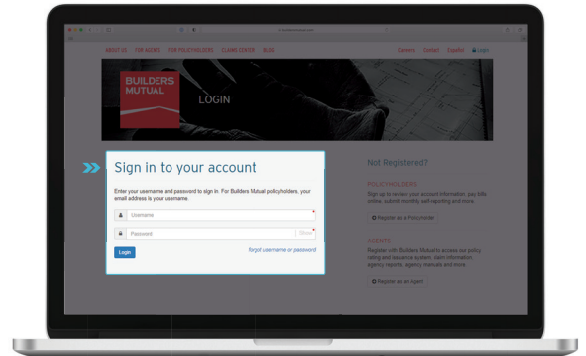 ABOUT US FOR AGENTS FOR POLICYHOLDERS CLAIMS CENTER BLOG
Careers Contact Español Login
BUILDERS
MUTUAL
LOGIN
Sign in to your account
Enter your username and password to sign in. For Builders Mutual policyholders, your
email address is your username.
Username *
Password Show *
Login
forgot username or password
Not Registered?
POLICYHOLDERS
Sign up to review your account information, pay bills
online, submit monthly self-reporting and more.
Register as a Policyholder
AGENTS
Register with Builders Mutual to access our policy
rating and issuance system, claim information,
agency reports, agency manuals and more.
Register as an Agent